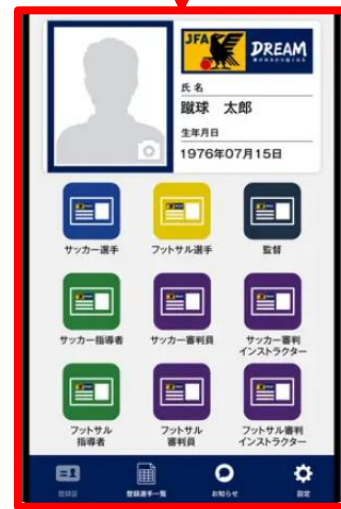 JFA
DREAM
氏 名
蹴球 太郎
生年月日
1976年07月15日
サッカー選手
フットサル選手
監督
サッカー指導者
サッカー審判員
サッカー審判
インストラクター
フットサル
指導者
フットサル
審判員
フットサル審判
インストラクター
登録証
登録選手一覧
お知らせ
設定